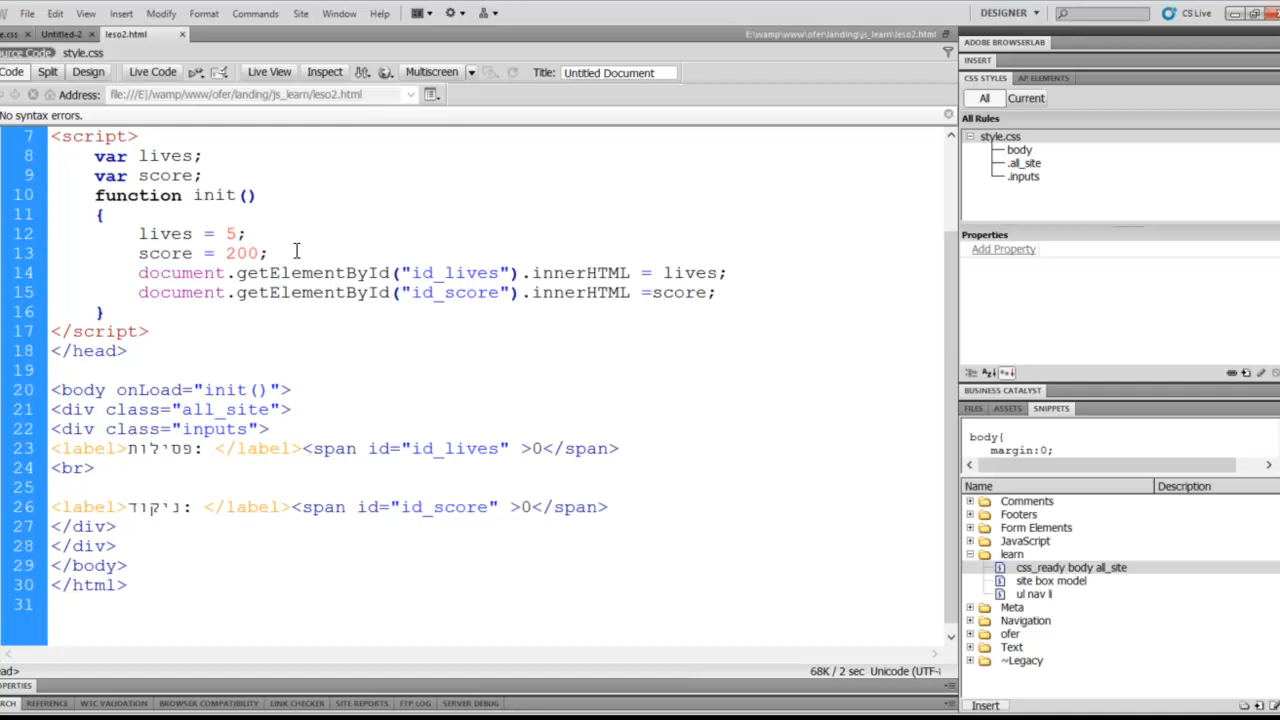 File Edit View Insert Modify Format Commands Site Window Help DESIGNER CS Live
Untitled-2 leso2.html E:\wamp\www\ofer\landing\js_learn\leso2.html
style.css
Code Split Design Live Code Live View Inspect Multiscreen Title: Untitled Document
Address: file:///E|/wamp/www/ofer/landing/js_learn/leso2.html
No syntax errors.
7 <script>
8 var lives;
9 var score;
10 function init()
11 {
12 lives = 5;
13 score = 200;
14 document.getElementById("id_lives").innerHTML = lives;
15 document.getElementById("id_score").innerHTML =score;
16 }
17 </script>
18 </head>
19
20 <body onLoad="init()">
21 <div class="all_site">
22 <div class="inputs">
23 <label>פסילות: </label><span id="id_lives" >0</span>
24 <br>
25
26 <label>ניקוד: </label><span id="id_score" >0</span>
27 </div>
28 </div>
29 </body>
30 </html>
31
68K / 2 sec Unicode (UTF-
REFERENCE W3C VALIDATION BROWSER COMPATIBILITY LINK CHECKER SITE REPORTS FTP LOG SERVER DEBUG
ADOBE BROWSERLAB
INSERT
CSS STYLES AP ELEMENTS
All Current
All Rules
style.css
body
.all_site
.inputs
Properties
Add Property
BUSINESS CATALYST
FILES ASSETS SNIPPETS
body{
margin:0;
Name Description
Comments
Footers
Form Elements
JavaScript
learn
css_ready body all_site
site box model
ul nav li
Meta
Navigation
ofer
Text
~Legacy
Insert